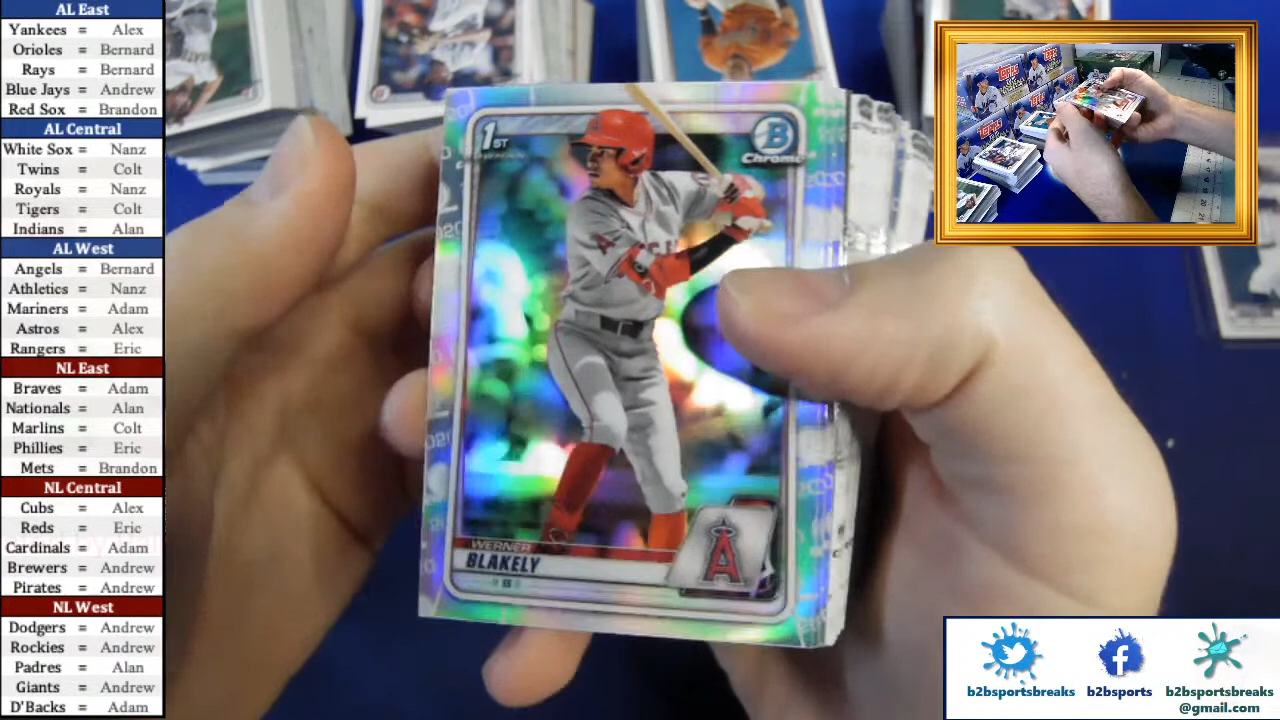 AL East
Yankees = Alex
Orioles = Bernard
Rays = Bernard
Blue Jays = Andrew
Red Sox = Brandon
AL Central
White Sox = Nanz
Twins = Colt
Royals = Nanz
Tigers = Colt
Indians = Alan
AL West
Angels = Bernard
Athletics = Nanz
Mariners = Adam
Astros = Alex
Rangers = Eric
NL East
Braves = Adam
Nationals = Alan
Marlins = Colt
Phillies = Eric
Mets = Brandon
NL Central
Cubs = Alex
Reds = Eric
Cardinals = Adam
Brewers = Andrew
Pirates = Andrew
NL West
Dodgers = Andrew
Rockies = Andrew
Padres = Alan
Giants = Andrew
D'Backs = Adam
1ST
BOWMAN
B
Chrome
WERNER
BLAKELY
SS
A
TOPPS
TOPPS
b2bsportsbreaks
b2bsports
b2bsportsbreaks
@gmail.com